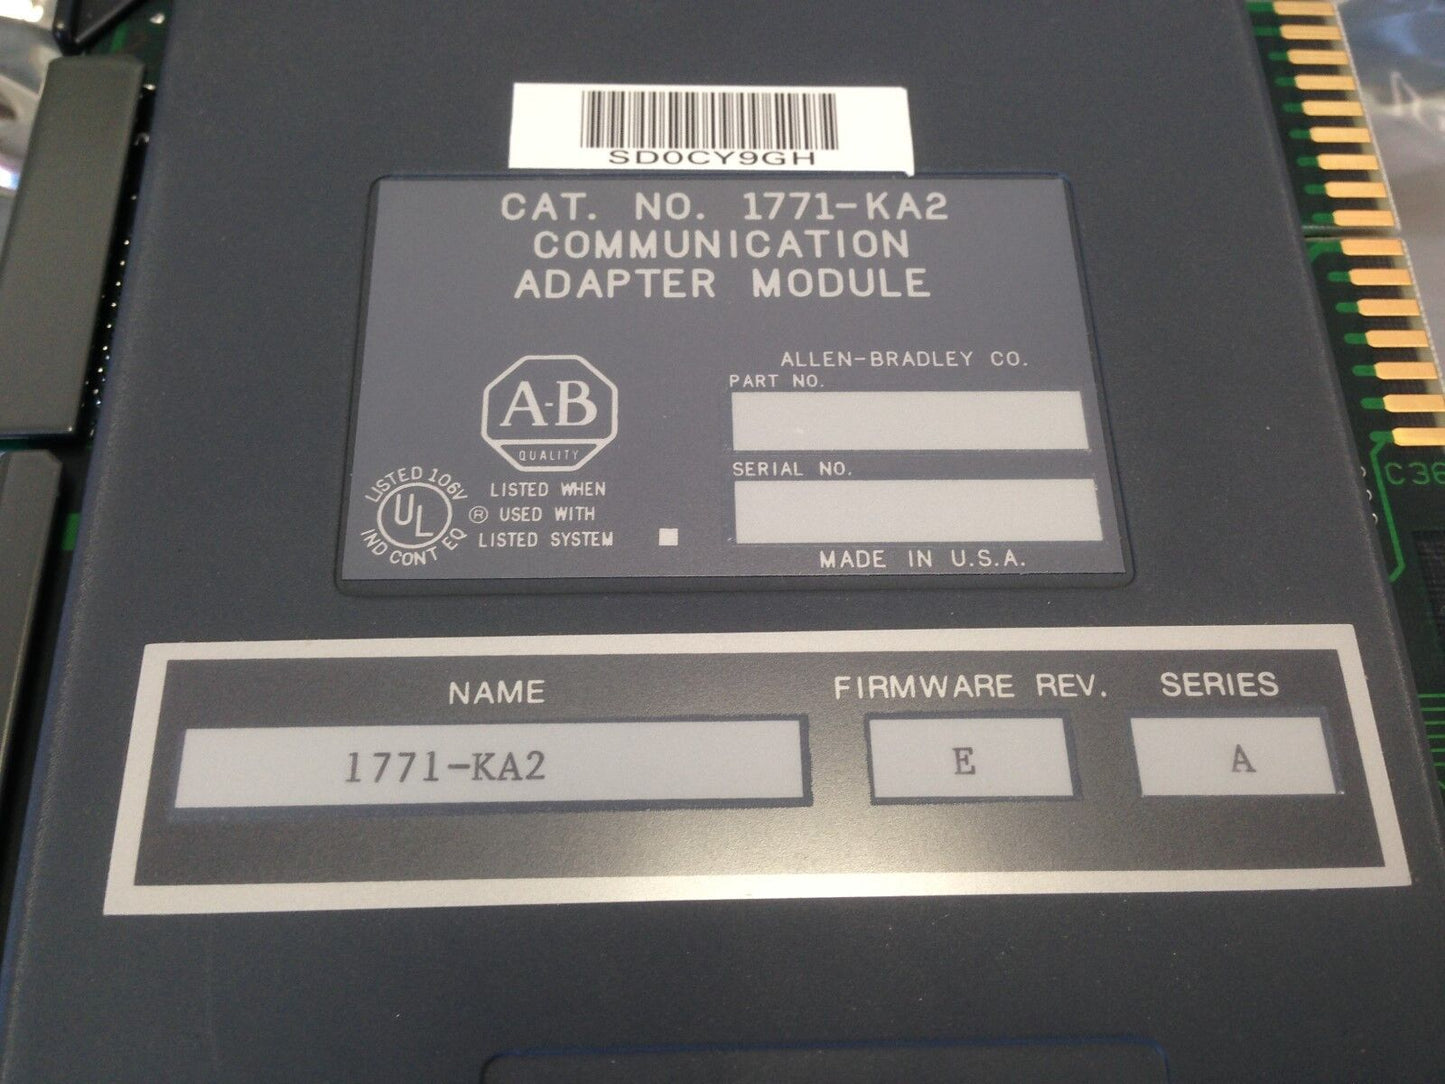 SD0CY9GH
CAT. NO. 1771-KA2
COMMUNICATION
ADAPTER MODULE
ALLEN-BRADLEY CO.
PART NO.
A-B
QUALITY
SERIAL NO.
LISTED 106V
UL
IND CONT EQ
®
LISTED WHEN
USED WITH
LISTED SYSTEM
MADE IN U.S.A.
NAME
FIRMWARE REV.
SERIES
1771-KA2
E
A